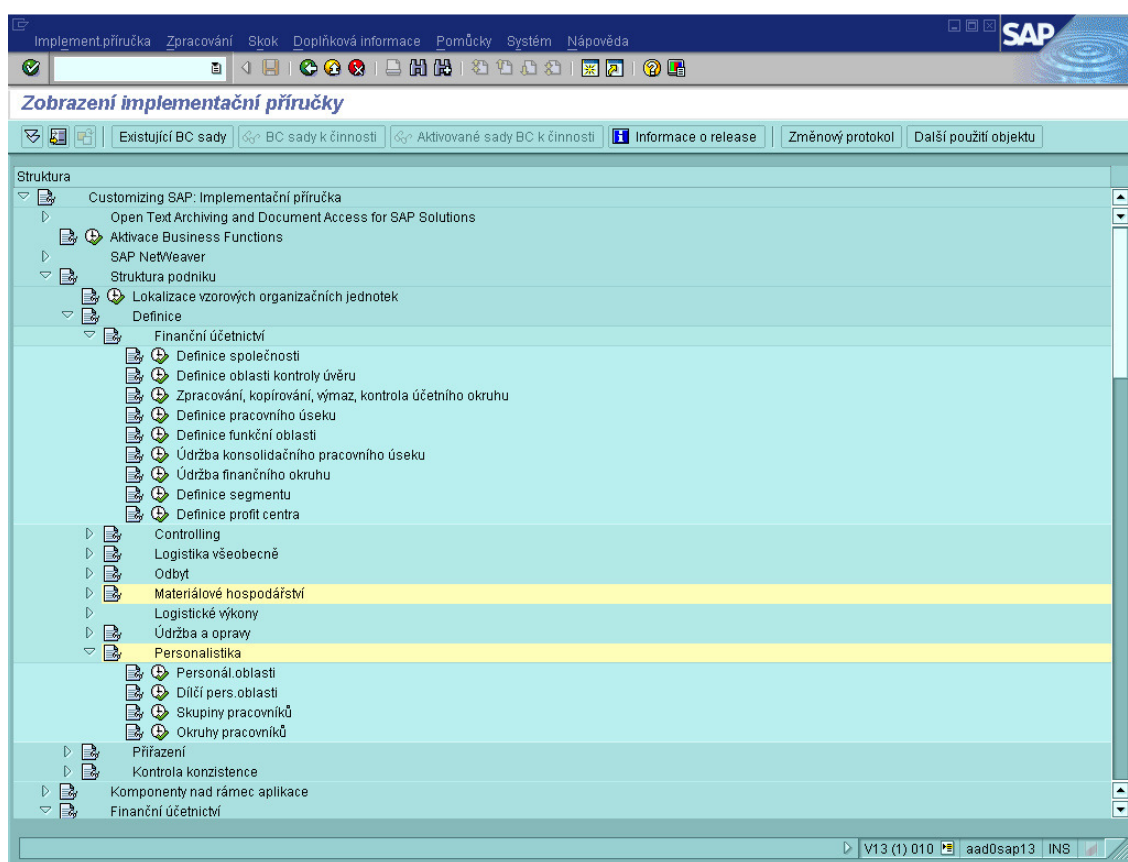 Implement.příručka Zpracování Skok Doplňková informace Pomůcky Systém Nápověda
SAP
Zobrazení implementační příručky
Existující BC sady BC sady k činnosti Aktivované sady BC k činnosti Informace o release Změnový protokol Další použití objektu
Struktura
Customizing SAP: Implementační příručka
Open Text Archiving and Document Access for SAP Solutions
Aktivace Business Functions
SAP NetWeaver
Struktura podniku
Lokalizace vzorových organizačních jednotek
Definice
Finanční účetnictví
Definice společnosti
Definice oblasti kontroly úvěru
Zpracování, kopírování, výmaz, kontrola účetního okruhu
Definice pracovního úseku
Definice funkční oblasti
Údržba konsolidačního pracovního úseku
Údržba finančního okruhu
Definice segmentu
Definice profit centra
Controlling
Logistika všeobecně
Odbyt
Materiálové hospodářství
Logistické výkony
Údržba a opravy
Personalistika
Personál.oblasti
Dílčí pers.oblasti
Skupiny pracovníků
Okruhy pracovníků
Přiřazení
Kontrola konzistence
Komponenty nad rámec aplikace
Finanční účetnictví
V13 (1) 010 aad0sap13 INS